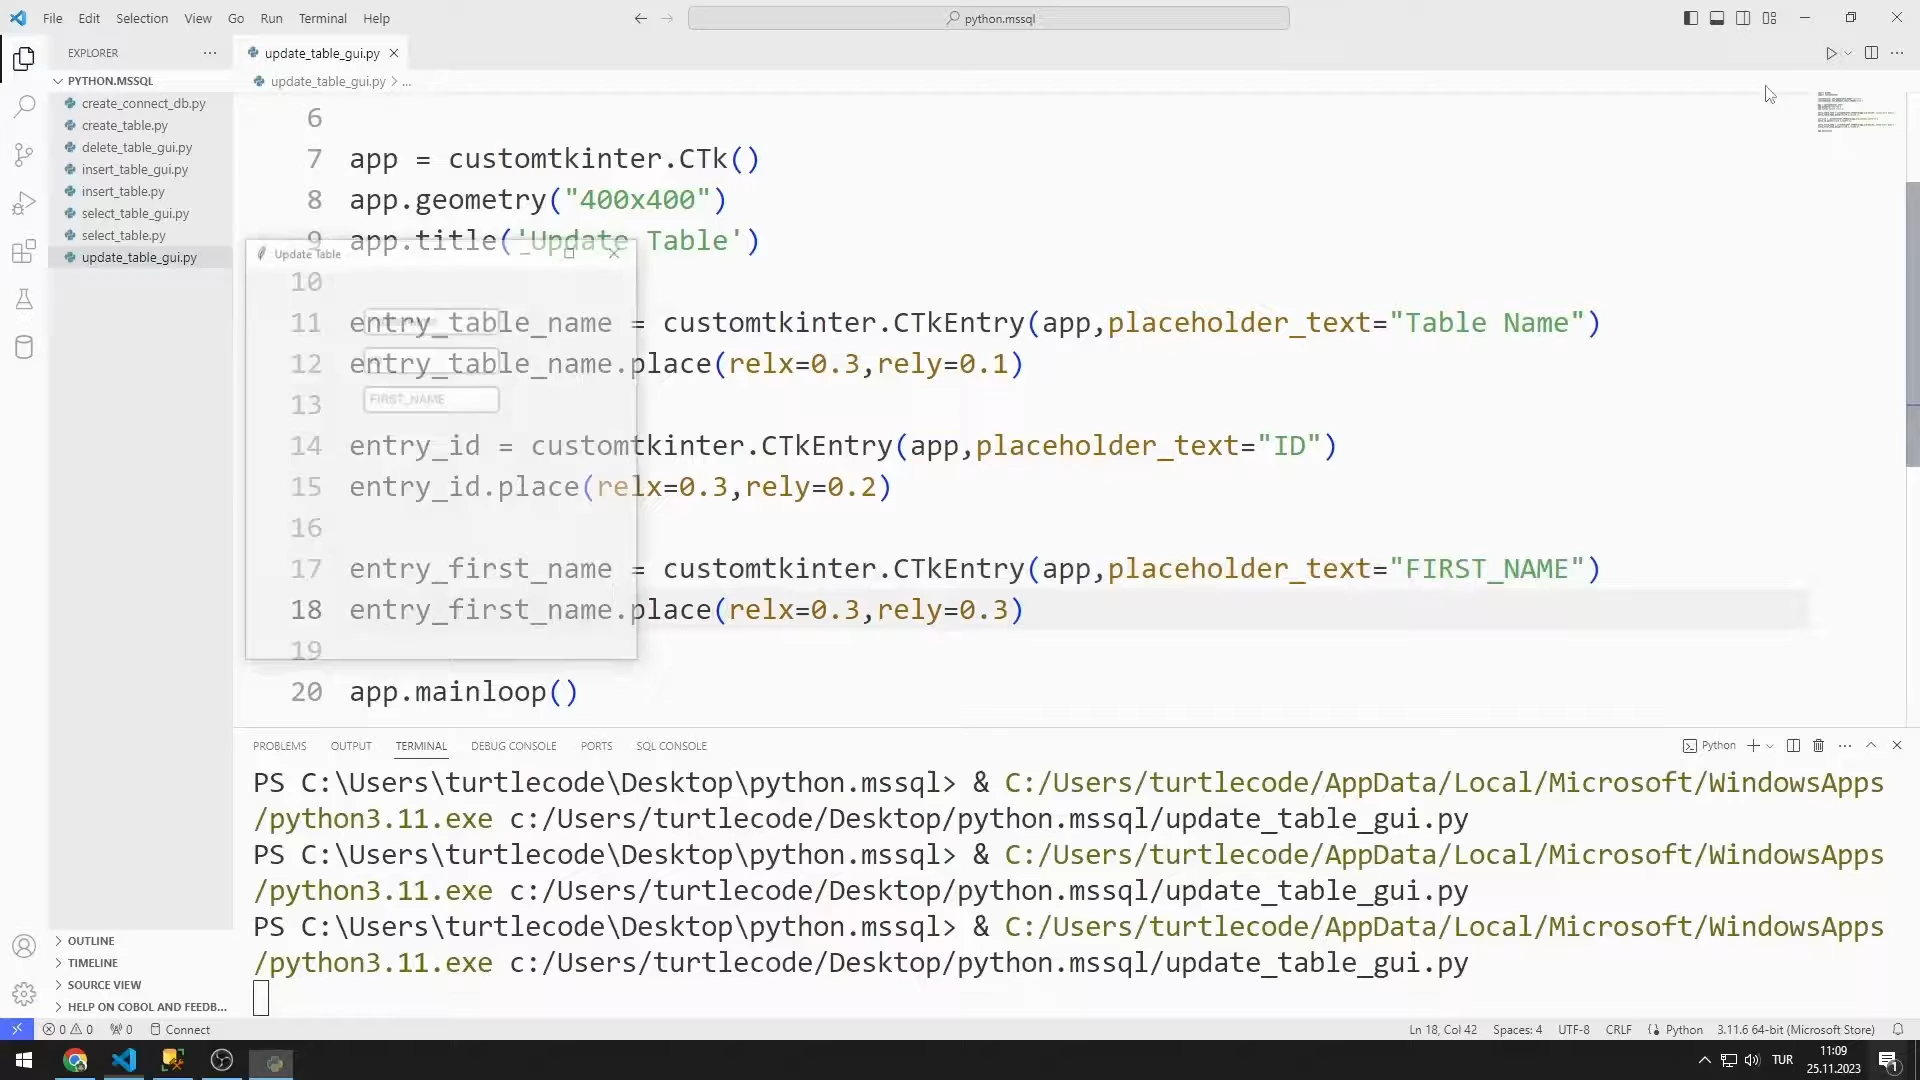 File Edit Selection View Go Run Terminal Help
python.mssql
EXPLORER
PYTHON.MSSQL
create_connect_db.py
create_table.py
delete_table_gui.py
insert_table_gui.py
insert_table.py
select_table_gui.py
select_table.py
update_table_gui.py
OUTLINE
TIMELINE
SOURCE VIEW
HELP ON COBOL AND FEEDB...
update_table_gui.py
update_table_gui.py > ...
6
7 app = customtkinter.CTk()
8 app.geometry("400x400")
9 app.title('Update Table')
10
11 entry_table_name = customtkinter.CTkEntry(app,placeholder_text="Table Name")
12 entry_table_name.place(relx=0.3,rely=0.1)
13
14 entry_id = customtkinter.CTkEntry(app,placeholder_text="ID")
15 entry_id.place(relx=0.3,rely=0.2)
16
17 entry_first_name = customtkinter.CTkEntry(app,placeholder_text="FIRST_NAME")
18 entry_first_name.place(relx=0.3,rely=0.3)
19
20 app.mainloop()
Update Table
FIRST_NAME
PROBLEMS OUTPUT TERMINAL DEBUG CONSOLE PORTS SQL CONSOLE
Python
PS C:\Users\turtlecode\Desktop\python.mssql> & C:/Users/turtlecode/AppData/Local/Microsoft/WindowsApps
/python3.11.exe c:/Users/turtlecode/Desktop/python.mssql/update_table_gui.py
PS C:\Users\turtlecode\Desktop\python.mssql> & C:/Users/turtlecode/AppData/Local/Microsoft/WindowsApps
/python3.11.exe c:/Users/turtlecode/Desktop/python.mssql/update_table_gui.py
PS C:\Users\turtlecode\Desktop\python.mssql> & C:/Users/turtlecode/AppData/Local/Microsoft/WindowsApps
/python3.11.exe c:/Users/turtlecode/Desktop/python.mssql/update_table_gui.py
0 0 0 Connect
Ln 18, Col 42 Spaces: 4 UTF-8 CRLF Python 3.11.6 64-bit (Microsoft Store)
TUR
11:09
25.11.2023
1